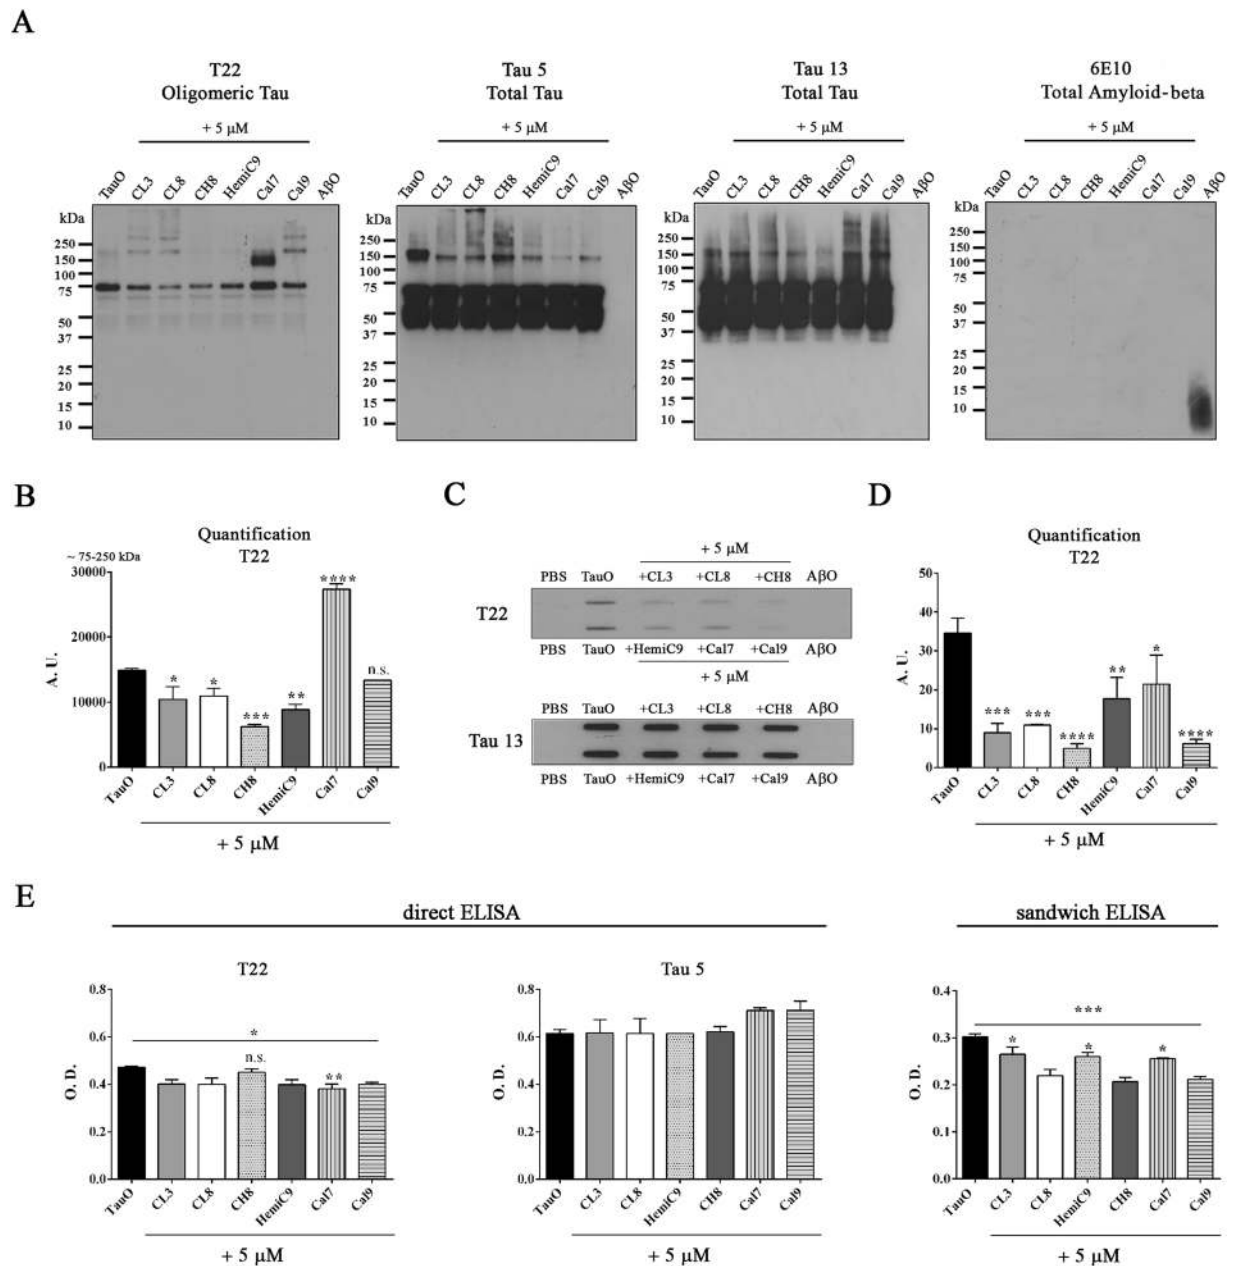 A
T22
Oligomeric Tau
+ 5 μM
TauO CL3 CL8 CH8 HemiC9 Cal7 Cal9 AβO
kDa
250
150
100
75
50
37
25
20
15
10
Tau 5
Total Tau
+ 5 μM
TauO CL3 CL8 CH8 HemiC9 Cal7 Cal9 AβO
kDa
250
150
100
75
50
37
25
20
15
10
Tau 13
Total Tau
+ 5 μM
TauO CL3 CL8 CH8 HemiC9 Cal7 Cal9 AβO
kDa
250
150
100
75
50
37
25
20
15
10
6E10
Total Amyloid-beta
+ 5 μM
TauO CL3 CL8 CH8 HemiC9 Cal7 Cal9 AβO
kDa
250
150
100
75
50
37
25
20
15
10
B
Quantification
T22
~ 75-250 kDa
30000
20000
10000
0
A. U.
* * *** ** **** n.s.
TauO CL3 CL8 CH8 HemiC9 Cal7 Cal9
+ 5 μM
C
+ 5 μM
PBS TauO +CL3 +CL8 +CH8 AβO
T22
PBS TauO +HemiC9 +Cal7 +Cal9 AβO
+ 5 μM
PBS TauO +CL3 +CL8 +CH8 AβO
Tau 13
PBS TauO +HemiC9 +Cal7 +Cal9 AβO
+ 5 μM
D
Quantification
T22
50
40
30
20
10
0
A. U.
*** *** **** ** * ****
TauO CL3 CL8 CH8 HemiC9 Cal7 Cal9
+ 5 μM
E
direct ELISA
T22
0.8
0.6
0.4
0.2
0.0
O. D.
*
n.s. **
TauO CL3 CL8 CH8 HemiC9 Cal7 Cal9
+ 5 μM
Tau 5
0.8
0.6
0.4
0.2
0.0
O. D.
TauO CL3 CL8 HemiC9 CH8 Cal7 Cal9
+ 5 μM
sandwich ELISA
0.4
0.3
0.2
0.1
0.0
O. D.
***
* * *
TauO CL3 CL8 HemiC9 CH8 Cal7 Cal9
+ 5 μM